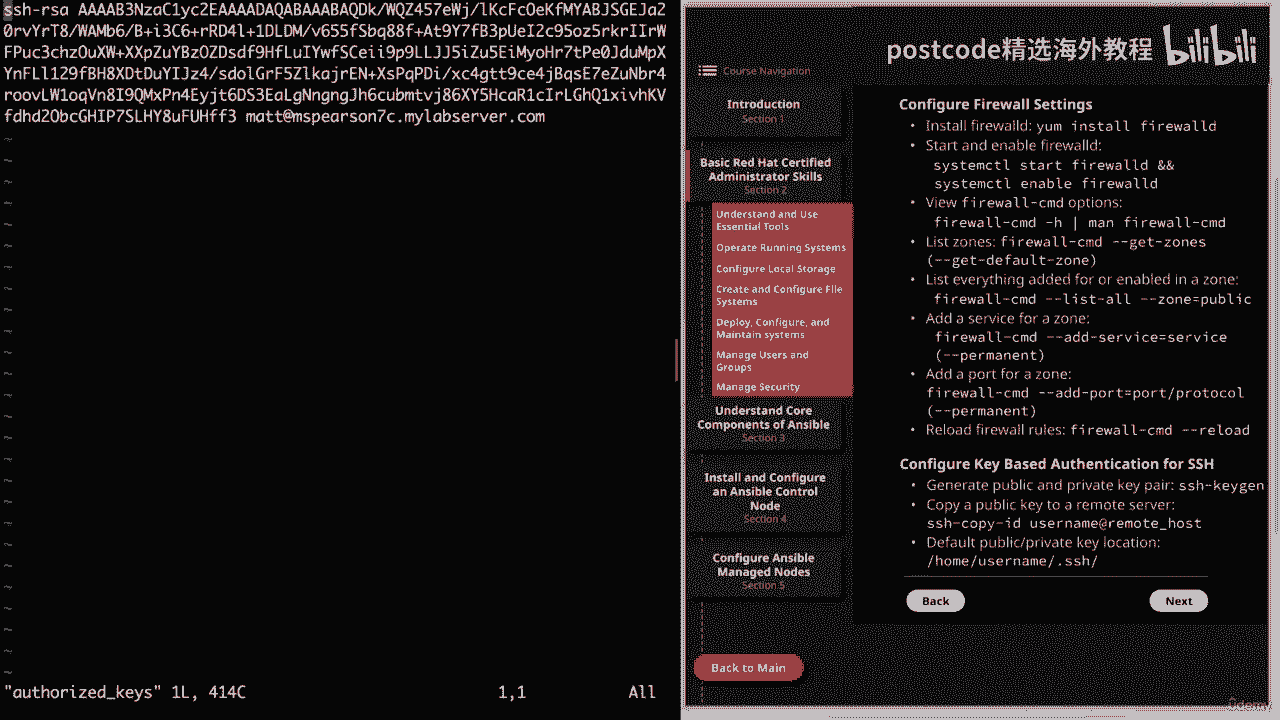 ssh-rsa AAAAB3NzaC1yc2EAAAADAQABAAABAQDk/WQZ457eWj/lKcFcOeKfMYABJSGEJa2
0rvYrT8/WAMb6/B+i3C6+rRD4l+1DLDM/v655fSbq88f+At9Y7fB3pUeI2c95oz5rkrIIrW
FPuc3chzOuXW+XXpZuYBzOZDsdf9HfLuIYwfSCeii9p9LLJJ5iZu5EiMyoHr7tPe0JduMpX
YnFLl129fBH8XDtDuYIJz4/sdolGrF5ZlkajrEN+XsPqPDi/xc4gtt9ce4jBqsE7eZuNbr4
roovLW1oqVn8I9QMxPn4Eyjt6DS3EaLgNngngJh6cubmtvj86XY5HcaR1cIrLGhQ1xivhKV
fdhd2ObcGHIP7SLHY8uFUHff3 matt@mspearson7c.mylabserver.com
"authorized_keys" 1L, 414C 1,1 All
postcode精选海外教程 bilibili
Course Navigation
Introduction
Section 1
Basic Red Hat Certified
Administrator Skills
Section 2
Understand and Use
Essential Tools
Operate Running Systems
Configure Local Storage
Create and Configure File
Systems
Deploy, Configure, and
Maintain systems
Manage Users and
Groups
Manage Security
Understand Core
Components of Ansible
Section 3
Install and Configure
an Ansible Control
Node
Section 4
Configure Ansible
Managed Nodes
Section 5
Back to Main
Configure Firewall Settings
• Install firewalld: yum install firewalld
• Start and enable firewalld:
systemctl start firewalld &&
systemctl enable firewalld
• View firewall-cmd options:
firewall-cmd -h | man firewall-cmd
• List zones: firewall-cmd --get-zones
(--get-default-zone)
• List everything added for or enabled in a zone:
firewall-cmd --list-all --zone=public
• Add a service for a zone:
firewall-cmd --add-service=service
(--permanent)
• Add a port for a zone:
firewall-cmd --add-port=port/protocol
(--permanent)
• Reload firewall rules: firewall-cmd --reload
Configure Key Based Authentication for SSH
• Generate public and private key pair: ssh-keygen
• Copy a public key to a remote server:
ssh-copy-id username@remote_host
• Default public/private key location:
/home/username/.ssh/
Back
Next
Udemy